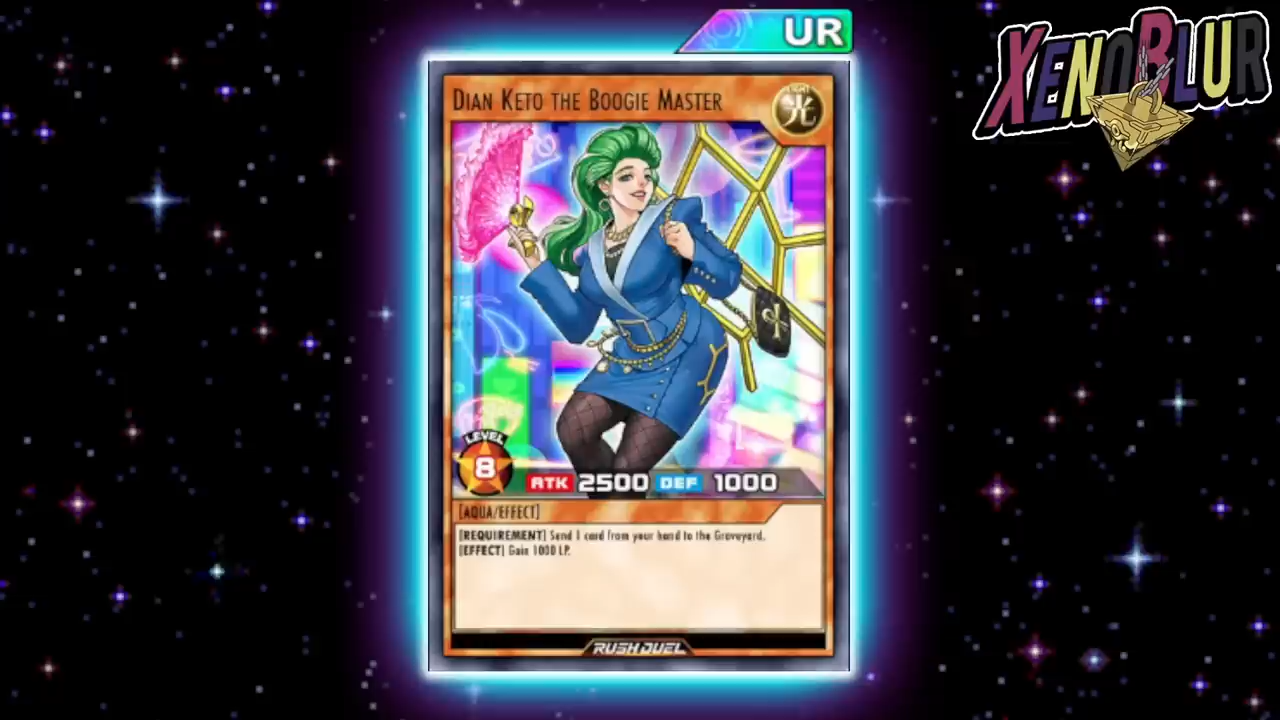 UR
XENOBLUR
DIAN KETO THE BOOGIE MASTER
LIGHT
光
LEVEL
8
ATK 2500 DEF 1000
[AQUA/EFFECT]
[REQUIREMENT] Send 1 card from your hand to the Graveyard.
[EFFECT] Gain 1000 LP.
RUSH DUEL